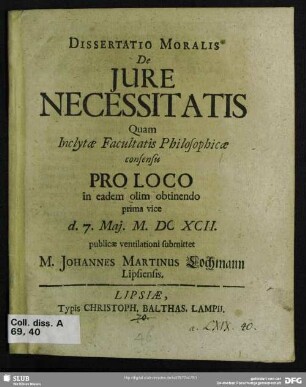 DISSERTATIO MORALIS
De
JURE
NECESSITATIS
Quam
Inclytæ Facultatis Philosophicæ
consensu
PRO LOCO
in eadem olim obtinendo
prima vice
d. 7. Maj. M. DC XCII.
publicæ ventilationi submittet
M. JOHANNES MARTINUS Lochmann
Lipsiensis.
LIPSIÆ,
Typis CHRISTOPH. BALTHAS. LAMPII.
Coll. diss. A
69, 40
SLUB
DFG